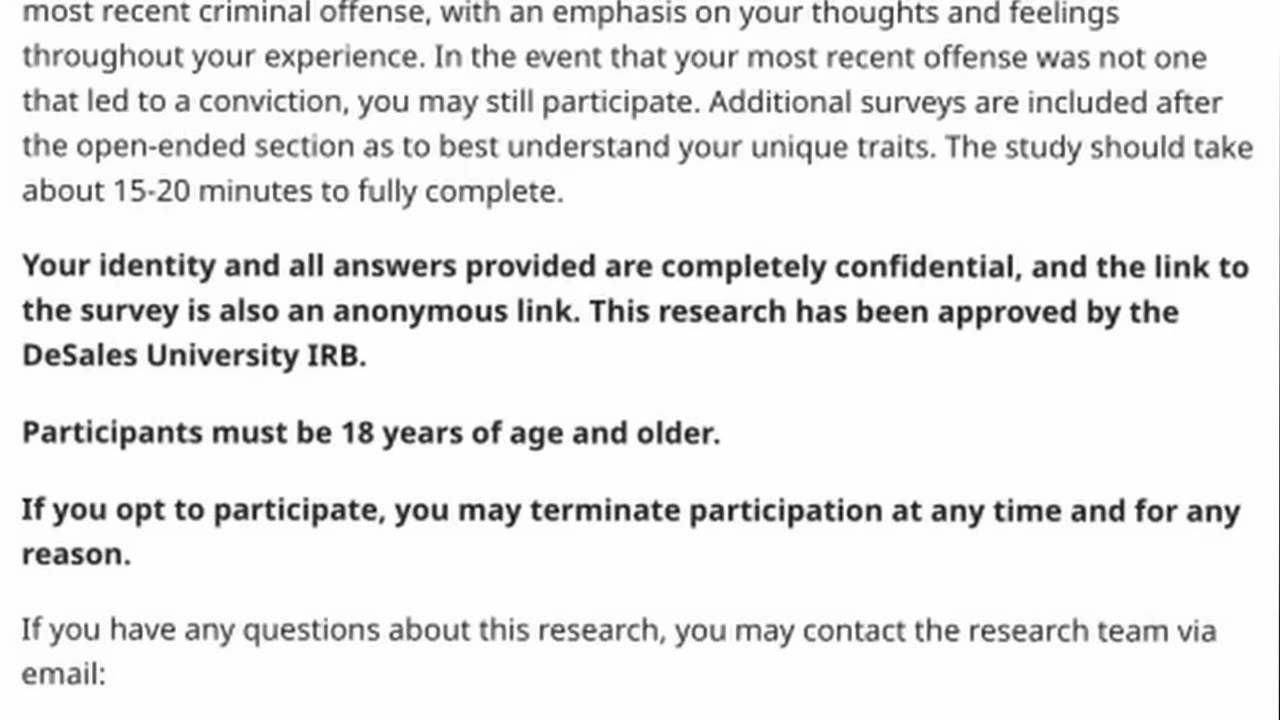 most recent criminal offense, with an emphasis on your thoughts and feelings
throughout your experience. In the event that your most recent offense was not one
that led to a conviction, you may still participate. Additional surveys are included after
the open-ended section as to best understand your unique traits. The study should take
about 15-20 minutes to fully complete.
Your identity and all answers provided are completely confidential, and the link to
the survey is also an anonymous link. This research has been approved by the
DeSales University IRB.
Participants must be 18 years of age and older.
If you opt to participate, you may terminate participation at any time and for any
reason.
If you have any questions about this research, you may contact the research team via
email: